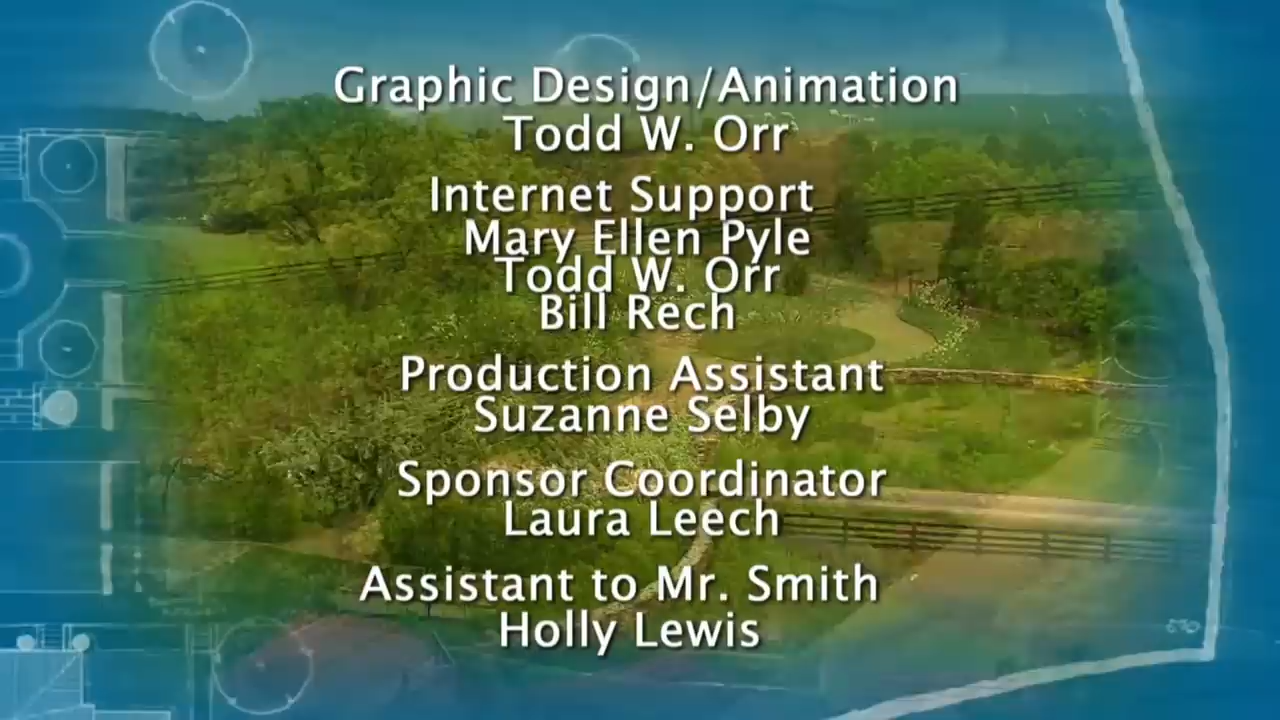 Graphic Design/Animation
Todd W. Orr
Internet Support
Mary Ellen Pyle
Todd W. Orr
Bill Rech
Production Assistant
Suzanne Selby
Sponsor Coordinator
Laura Leech
Assistant to Mr. Smith
Holly Lewis